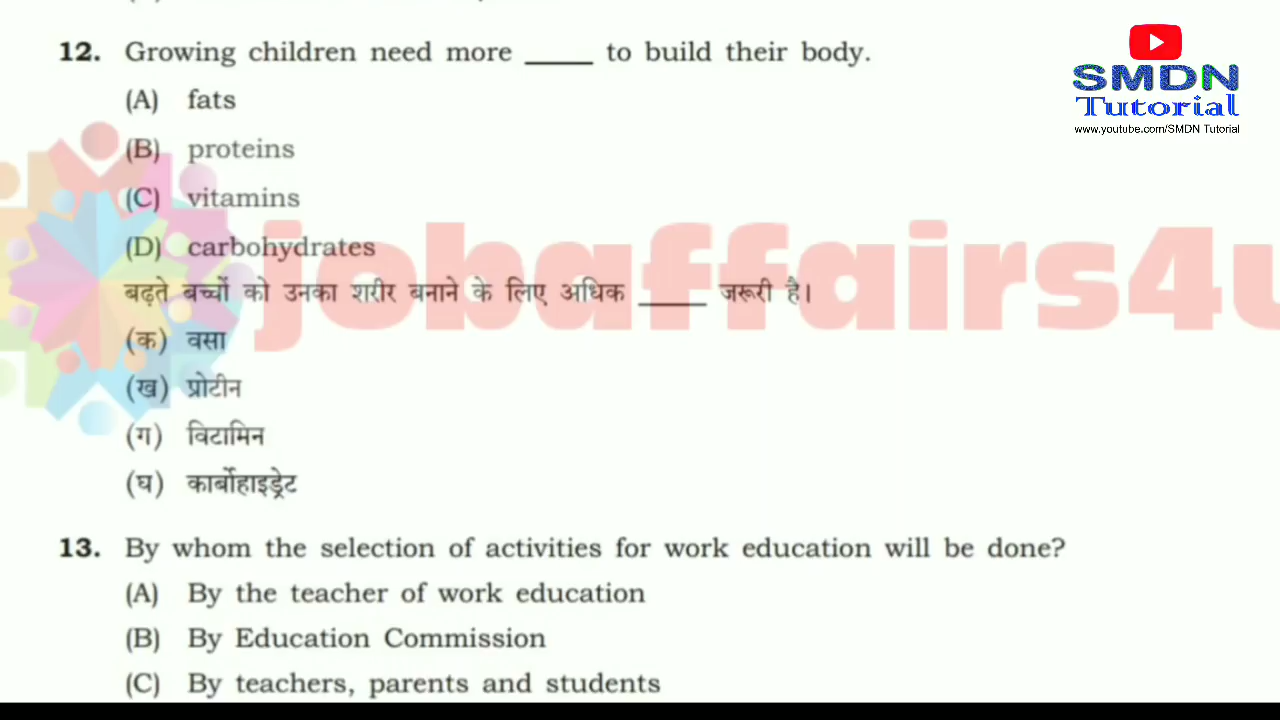 12. Growing children need more ____ to build their body.
(A) fats
(B) proteins
(C) vitamins
(D) carbohydrates
बढ़ते बच्चों को उनका शरीर बनाने के लिए अधिक ____ जरूरी है।
(क) वसा
(ख) प्रोटीन
(ग) विटामिन
(घ) कार्बोहाइड्रेट
13. By whom the selection of activities for work education will be done?
(A) By the teacher of work education
(B) By Education Commission
(C) By teachers, parents and students
SMDN
Tutorial
www.youtube.com/SMDN Tutorial
jobaffairs4u